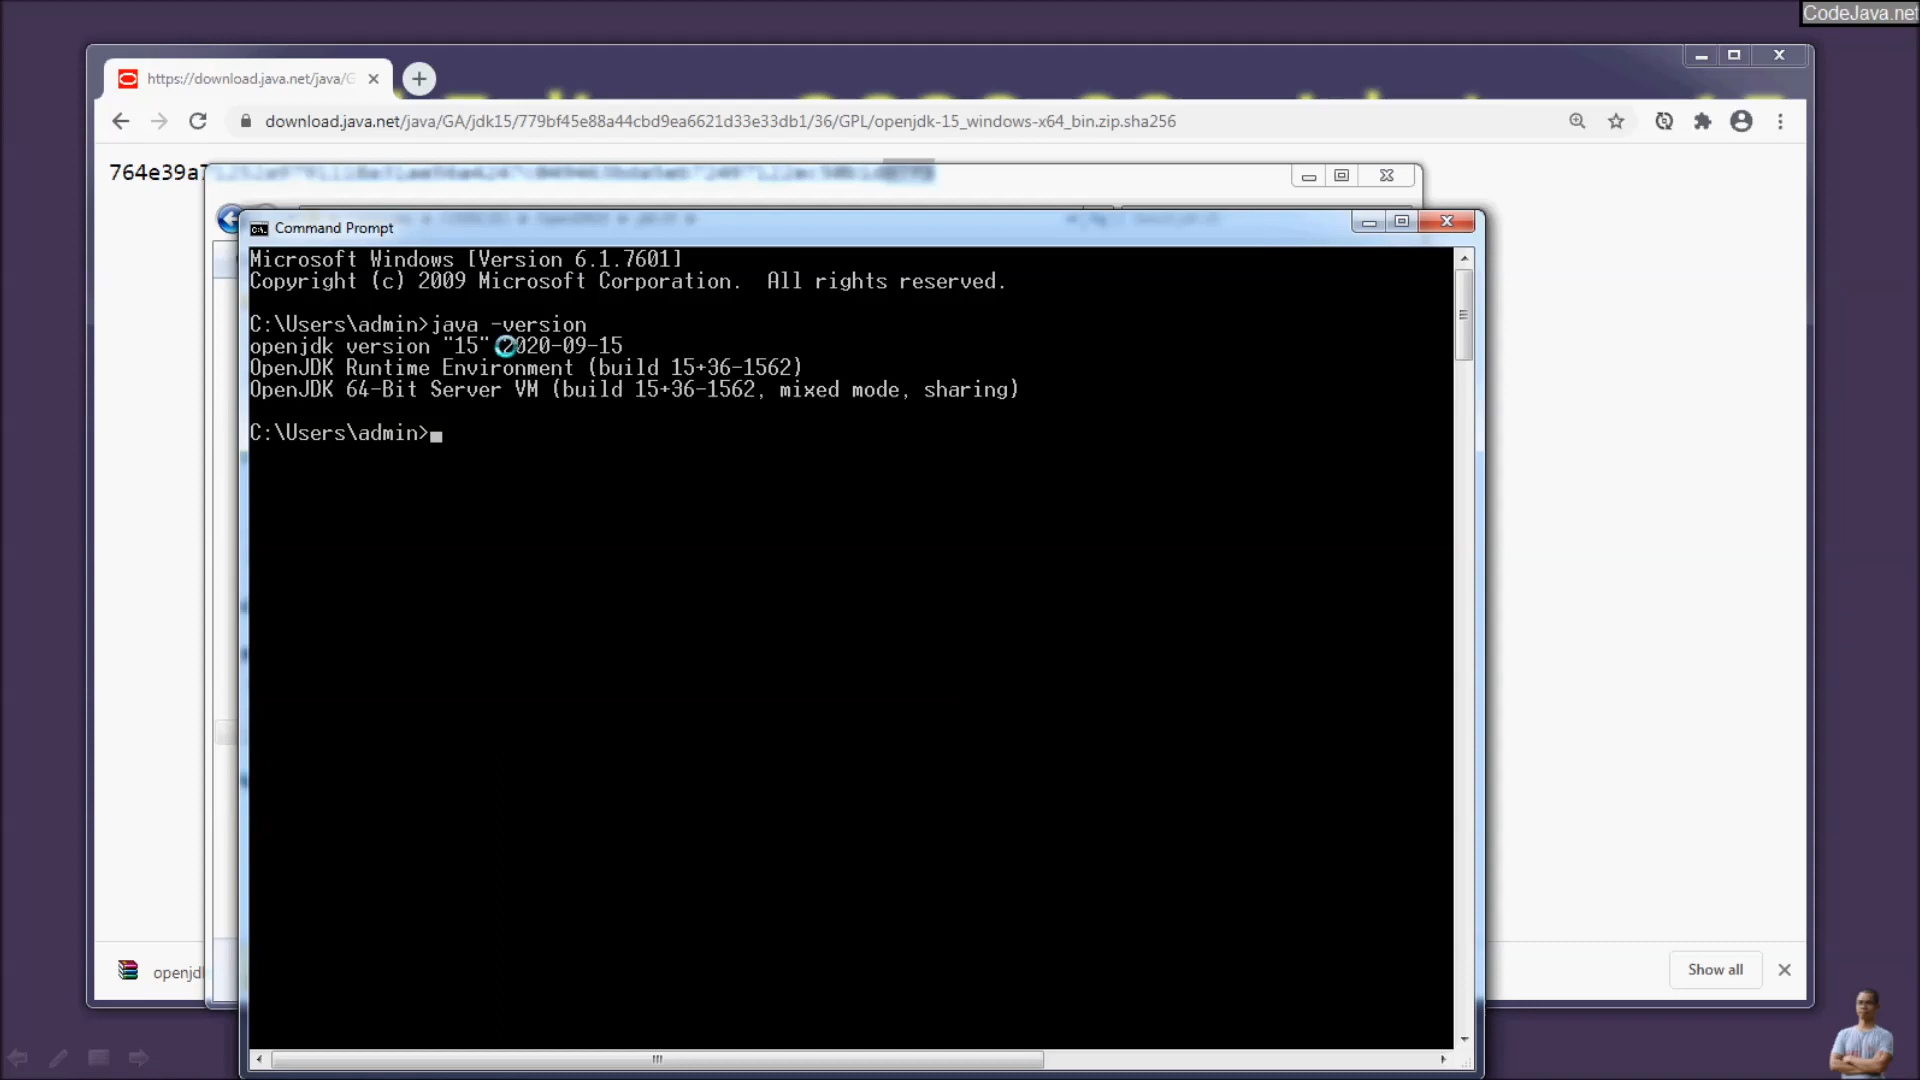 CodeJava.net
https://download.java.net/java/G
download.java.net/java/GA/jdk15/779bf45e88a44cbd9ea6621d33e33db1/36/GPL/openjdk-15_windows-x64_bin.zip.sha256
764e39a7
Command Prompt
Microsoft Windows [Version 6.1.7601]
Copyright (c) 2009 Microsoft Corporation.  All rights reserved.
C:\Users\admin>java -version
openjdk version "15" 2020-09-15
OpenJDK Runtime Environment (build 15+36-1562)
OpenJDK 64-Bit Server VM (build 15+36-1562, mixed mode, sharing)
C:\Users\admin>
openjdk
Show all